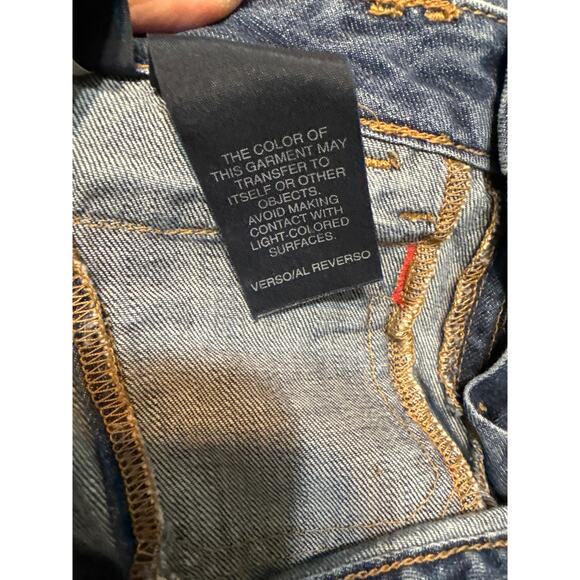 THE COLOR OF
THIS GARMENT MAY
TRANSFER TO
ITSELF OR OTHER
OBJECTS.
AVOID MAKING
CONTACT WITH
LIGHT-COLORED
SURFACES.
VERSO/AL REVERSO